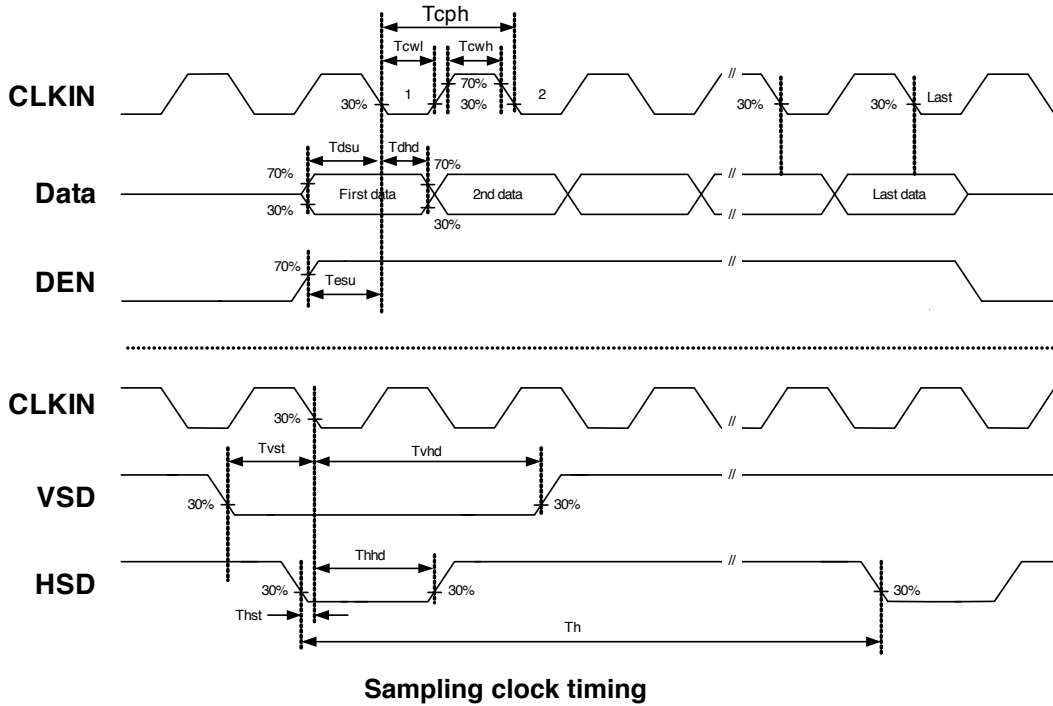 Tcph
Tcwl
Tcwh
CLKIN
//
30%
1
70%
30%
2
30%
30%
Last
Tdsu
Tdhd
Data
70%
30%
First data
70%
30%
2nd data
//
//
Last data
DEN
70%
Tesu
//
CLKIN
30%
//
Tvst
Tvhd
VSD
30%
30%
//
HSD
30%
Thhd
30%
//
30%
Thst
Th
Sampling clock timing